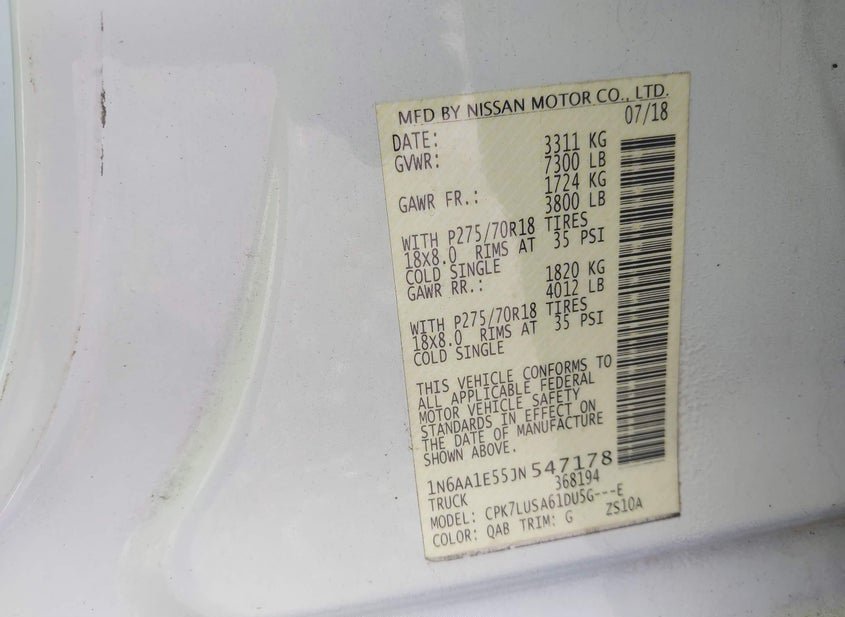 MFD BY NISSAN MOTOR CO., LTD.
DATE: 07/18
GVWR: 3311 KG
7300 LB
GAWR FR.: 1724 KG
3800 LB
WITH P275/70R18 TIRES
18X8.0 RIMS AT 35 PSI
COLD SINGLE
GAWR RR.: 1820 KG
4012 LB
WITH P275/70R18 TIRES
18X8.0 RIMS AT 35 PSI
COLD SINGLE
THIS VEHICLE CONFORMS TO
ALL APPLICABLE FEDERAL
MOTOR VEHICLE SAFETY
STANDARDS IN EFFECT ON
THE DATE OF MANUFACTURE
SHOWN ABOVE.
1N6AA1E55JN547178
TRUCK 368194
MODEL: CPK7LUSA61DU5G---E
COLOR: QAB TRIM: G ZS10A